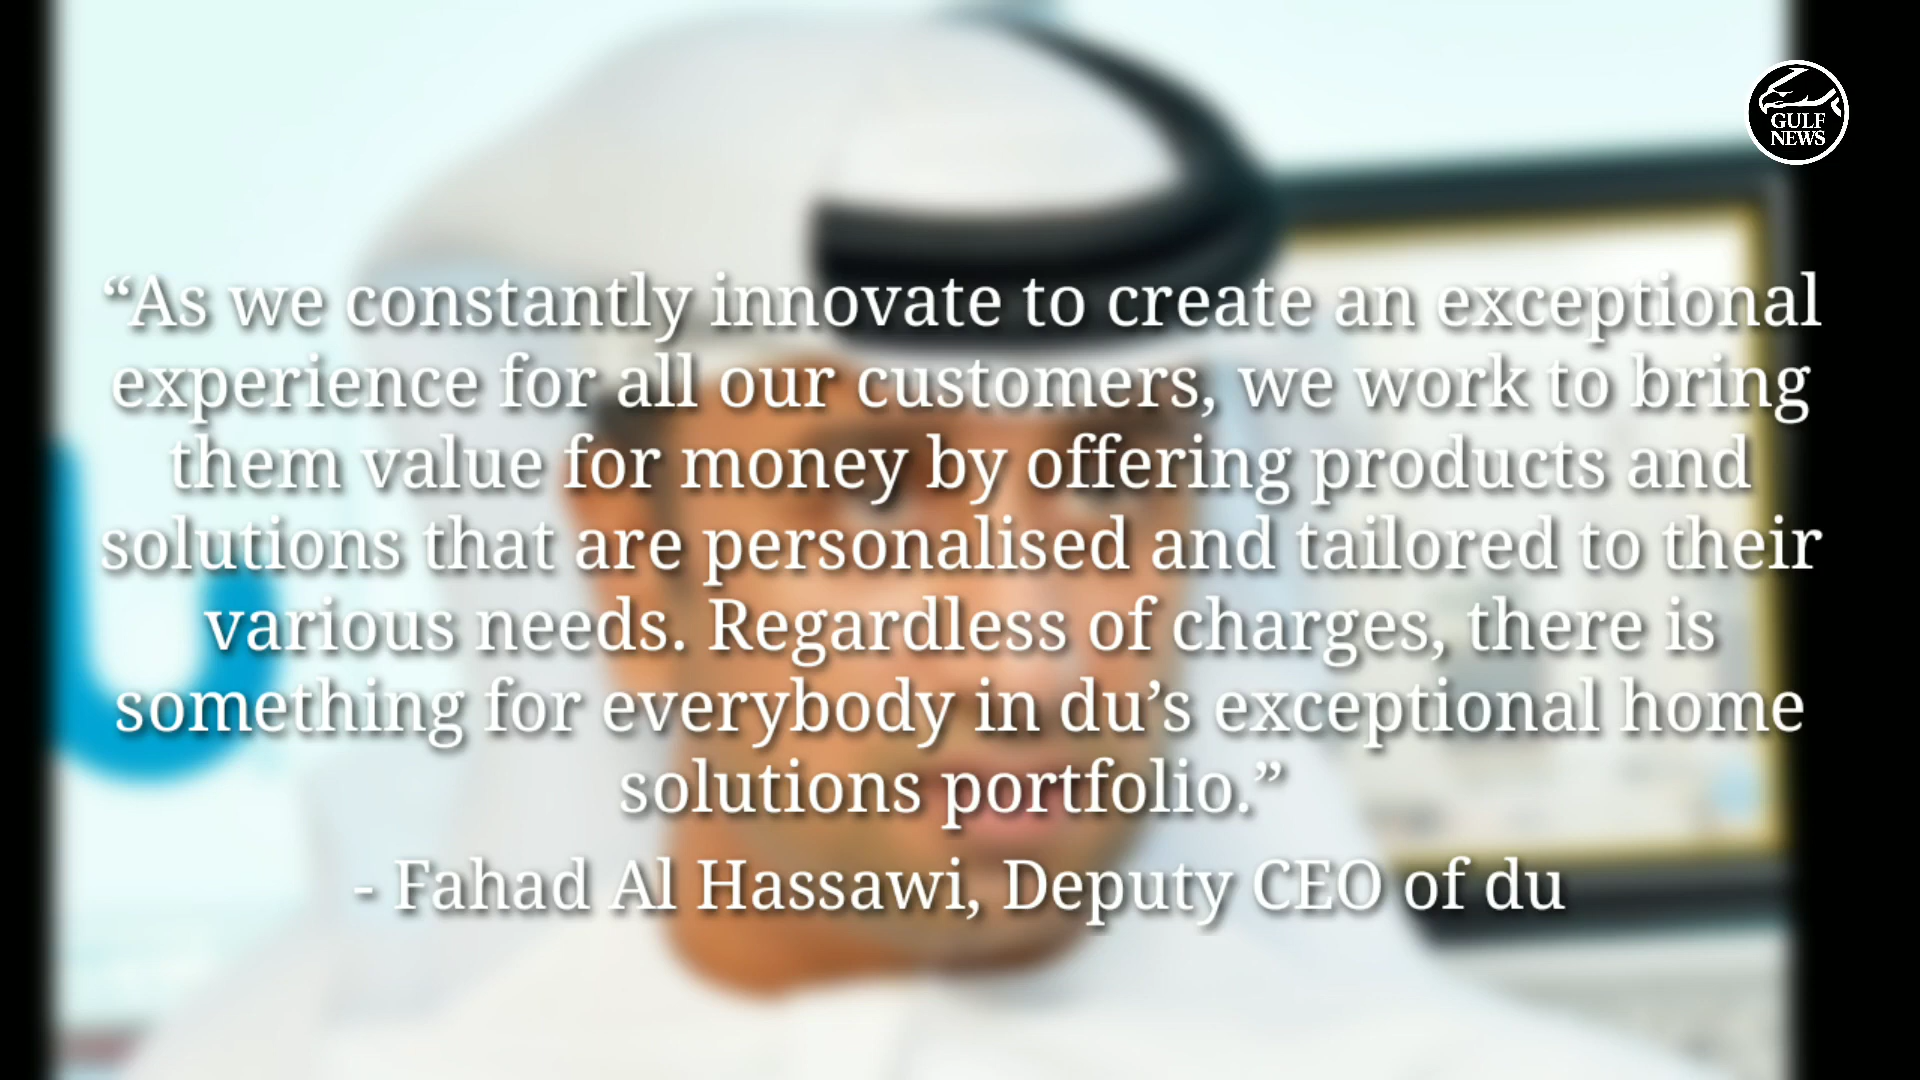 GULF
NEWS
“As we constantly innovate to create an exceptional
experience for all our customers, we work to bring
them value for money by offering products and
solutions that are personalised and tailored to their
various needs. Regardless of charges, there is
something for everybody in du’s exceptional home
solutions portfolio.”
- Fahad Al Hassawi, Deputy CEO of du